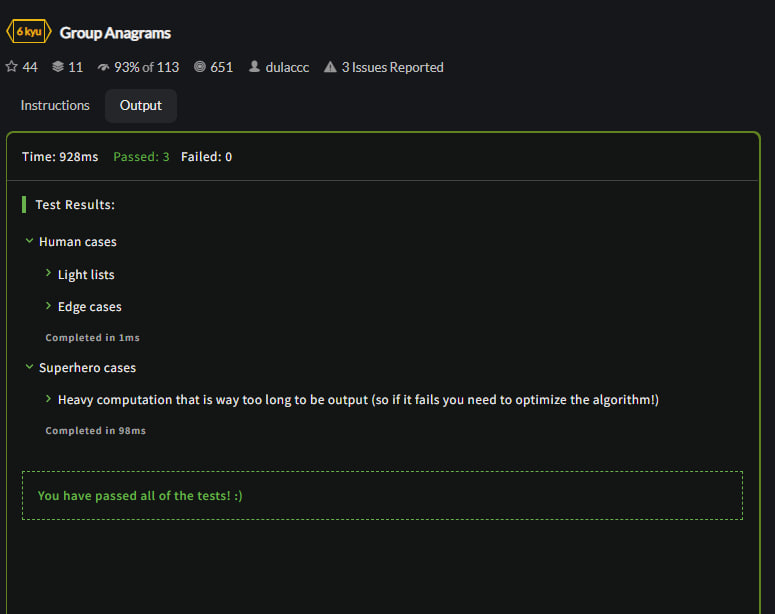 6 kyu Group Anagrams
44 11 93% of 113 651 dulaccc 3 Issues Reported
Instructions Output
Time: 928ms Passed: 3 Failed: 0
Test Results:
Human cases
Light lists
Edge cases
Completed in 1ms
Superhero cases
Heavy computation that is way too long to be output (so if it fails you need to optimize the algorithm!)
Completed in 98ms
You have passed all of the tests! :)